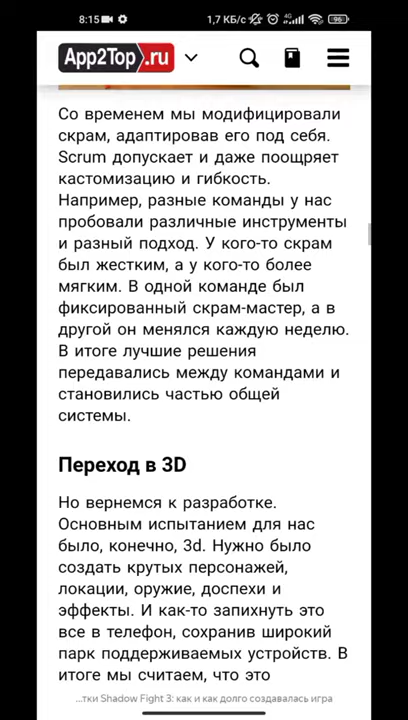 8:15
1,7 КБ/с
4G
96
App2Top.ru
Со временем мы модифицировали
скрам, адаптировав его под себя.
Scrum допускает и даже поощряет
кастомизацию и гибкость.
Например, разные команды у нас
пробовали различные инструменты
и разный подход. У кого-то скрам
был жестким, а у кого-то более
мягким. В одной команде был
фиксированный скрам-мастер, а в
другой он менялся каждую неделю.
В итоге лучшие решения
передавались между командами и
становились частью общей
системы.
Переход в 3D
Но вернемся к разработке.
Основным испытанием для нас
было, конечно, 3d. Нужно было
создать крутых персонажей,
локации, оружие, доспехи и
эффекты. И как-то запихнуть это
все в телефон, сохранив широкий
парк поддерживаемых устройств. В
итоге мы считаем, что это
...тки Shadow Fight 3: как и как долго создавалась игра